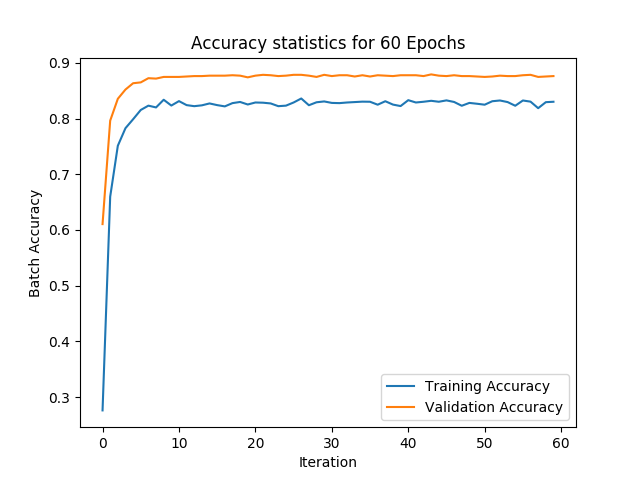 Accuracy statistics for 60 Epochs
0.9
0.8
0.7
0.6
0.5
0.4
0.3
Batch Accuracy
Training Accuracy
Validation Accuracy
0 10 20 30 40 50 60
Iteration